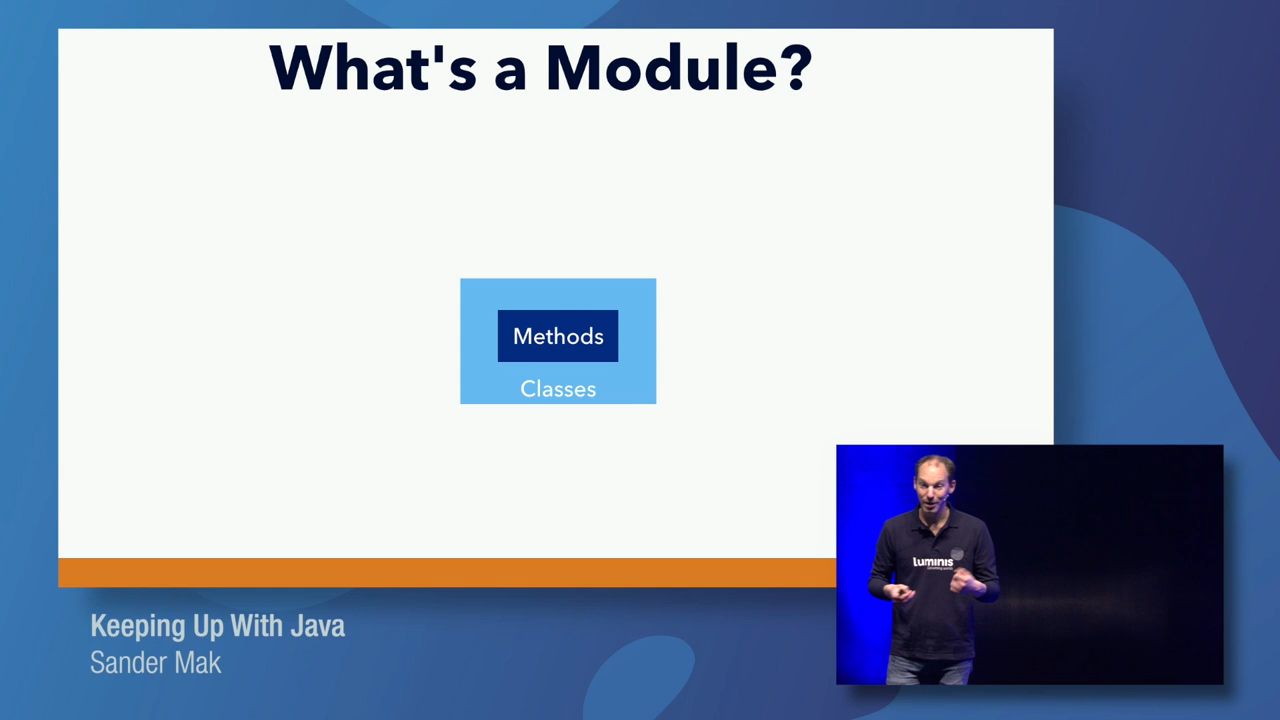 What's a Module?
Methods
Classes
luminis
Keeping Up With Java
Sander Mak